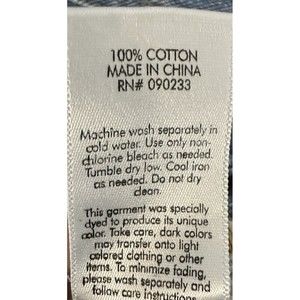 100% COTTON
MADE IN CHINA
RN# 090233
Machine wash separately in
cold water. Use only non-
chlorine bleach as needed.
Tumble dry low. Cool iron
as needed. Do not dry
clean.
This garment was specially
dyed to produce its unique
color. Take care, dark colors
may transfer onto light
colored clothing or other
items. To minimize fading,
please wash separately and
follow care instructions